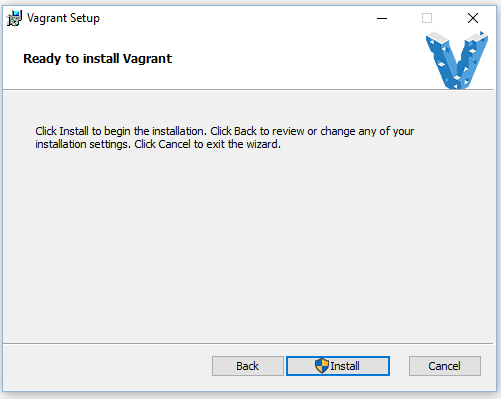 Vagrant Setup
Ready to install Vagrant
Click Install to begin the installation. Click Back to review or change any of your
installation settings. Click Cancel to exit the wizard.
Back
Install
Cancel